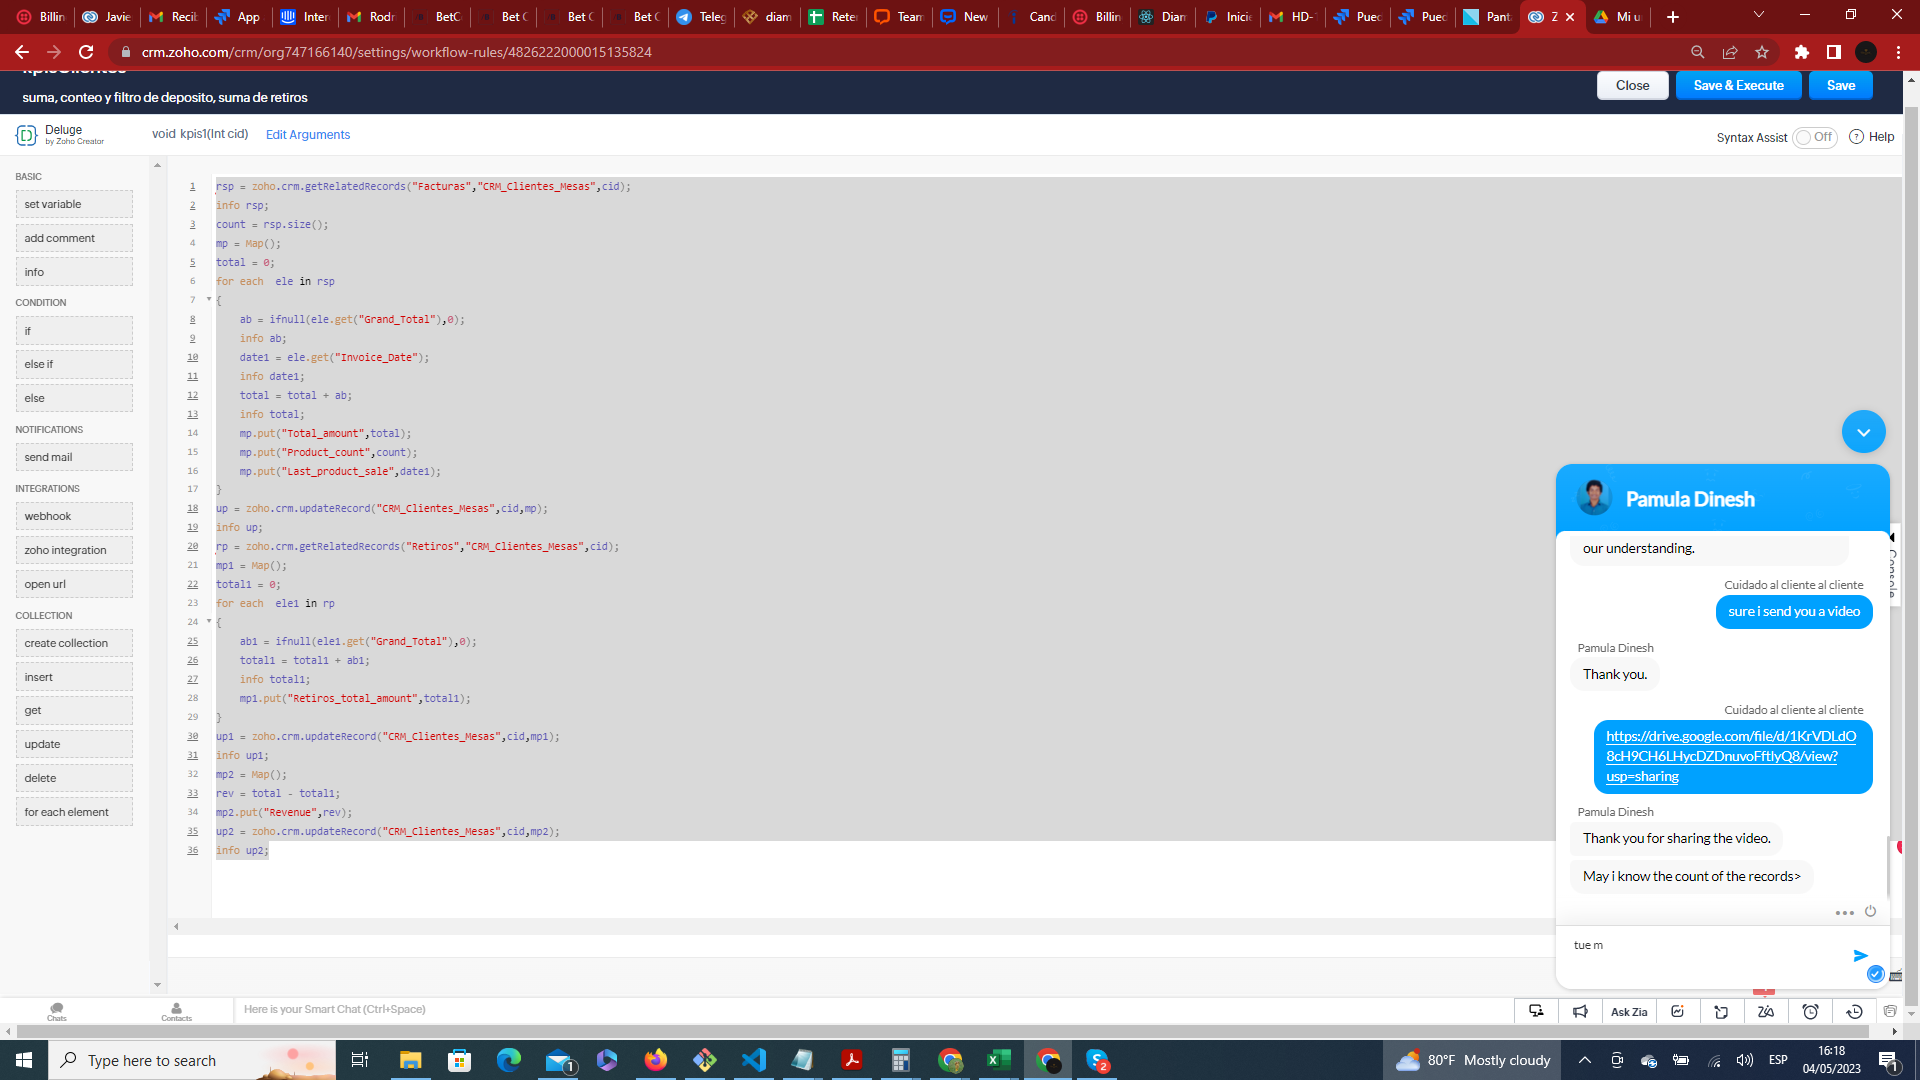 Billin
Javie
Recib
App
Inter
Rodr
BetC
Bet C
Bet C
Bet C
Teleg
diam
Reter
Team
New
Cand
Billin
Diam
Inicie
HD-
Pued
Pued
Pant
Z
Mi u
crm.zoho.com/crm/org747166140/settings/workflow-rules/4826222000015135824
kpisClientes
suma, conteo y filtro de deposito, suma de retiros
Close
Save & Execute
Save
Deluge
by Zoho Creator
void kpis1(Int cid)
Edit Arguments
Syntax Assist
Off
Help
BASIC
set variable
add comment
info
CONDITION
if
else if
else
NOTIFICATIONS
send mail
INTEGRATIONS
webhook
zoho integration
open url
COLLECTION
create collection
insert
get
update
delete
for each element
1 rsp = zoho.crm.getRelatedRecords("Facturas","CRM_Clientes_Mesas",cid);
2 info rsp;
3 count = rsp.size();
4 mp = Map();
5 total = 0;
6 for each ele in rsp
7 {
8 ab = ifnull(ele.get("Grand_Total"),0);
9 info ab;
10 date1 = ele.get("Invoice_Date");
11 info date1;
12 total = total + ab;
13 info total;
14 mp.put("Total_amount",total);
15 mp.put("Product_count",count);
16 mp.put("Last_product_sale",date1);
17 }
18 up = zoho.crm.updateRecord("CRM_Clientes_Mesas",cid,mp);
19 info up;
20 rp = zoho.crm.getRelatedRecords("Retiros","CRM_Clientes_Mesas",cid);
21 mp1 = Map();
22 total1 = 0;
23 for each ele1 in rp
24 {
25 ab1 = ifnull(ele1.get("Grand_Total"),0);
26 total1 = total1 + ab1;
27 info total1;
28 mp1.put("Retiros_total_amount",total1);
29 }
30 up1 = zoho.crm.updateRecord("CRM_Clientes_Mesas",cid,mp1);
31 info up1;
32 mp2 = Map();
33 rev = total - total1;
34 mp2.put("Revenue",rev);
35 up2 = zoho.crm.updateRecord("CRM_Clientes_Mesas",cid,mp2);
36 info up2;
Console
Pamula Dinesh
our understanding.
Cuidado al cliente al cliente
sure i send you a video
Pamula Dinesh
Thank you.
Cuidado al cliente al cliente
https://drive.google.com/file/d/1KrVDLdO
8cH9CH6LHycDZDnuvoFftlyQ8/view?
usp=sharing
Pamula Dinesh
Thank you for sharing the video.
May i know the count of the records>
tue m
Chats
Contacts
Here is your Smart Chat (Ctrl+Space)
Ask Zia
Type here to search
1
2
80°F Mostly cloudy
ESP
16:18
04/05/2023
1